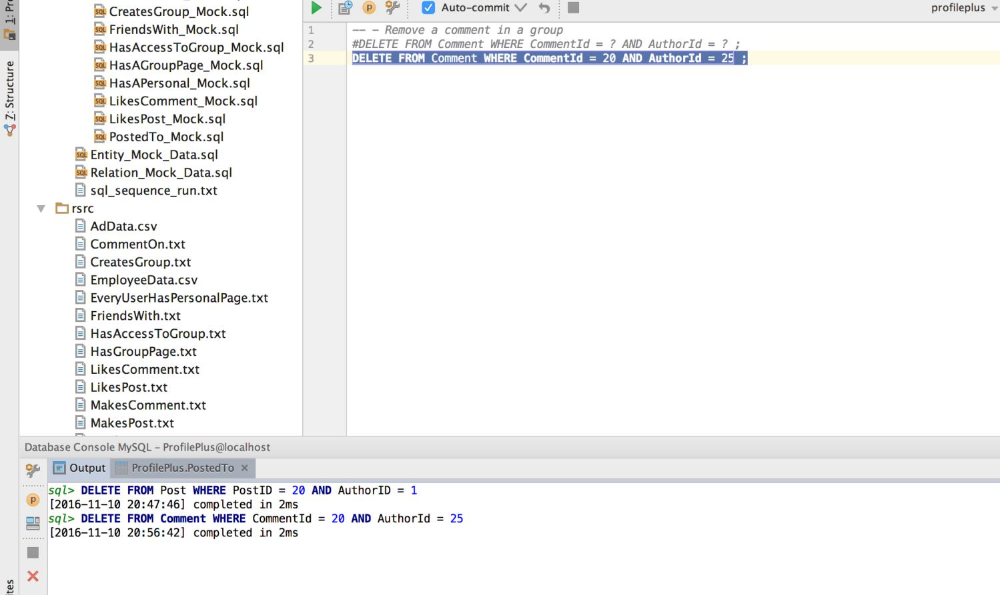 1: Pr
Z: Structure
CreatesGroup_Mock.sql
FriendsWith_Mock.sql
HasAccessToGroup_Mock.sql
HasAGroupPage_Mock.sql
HasAPersonal_Mock.sql
LikesComment_Mock.sql
LikesPost_Mock.sql
PostedTo_Mock.sql
Entity_Mock_Data.sql
Relation_Mock_Data.sql
sql_sequence_run.txt
rsrc
AdData.csv
CommentOn.txt
CreatesGroup.txt
EmployeeData.csv
EveryUserHasPersonalPage.txt
FriendsWith.txt
HasAccessToGroup.txt
HasGroupPage.txt
LikesComment.txt
LikesPost.txt
MakesComment.txt
MakesPost.txt
Auto-commit
profileplus
1 -- - Remove a comment in a group
2 #DELETE FROM Comment WHERE CommentId = ? AND AuthorId = ? ;
3 DELETE FROM Comment WHERE CommentId = 20 AND AuthorId = 25 ;
Database Console MySQL – ProfilePlus@localhost
Output ProfilePlus.PostedTo
sql> DELETE FROM Post WHERE PostID = 20 AND AuthorID = 1
[2016-11-10 20:47:46] completed in 2ms
sql> DELETE FROM Comment WHERE CommentId = 20 AND AuthorId = 25
[2016-11-10 20:56:42] completed in 2ms
ites